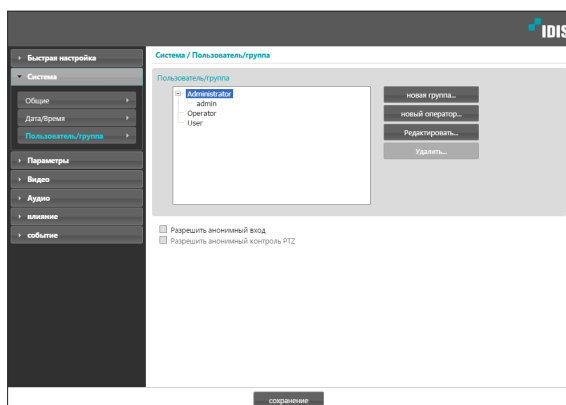 IDIS
Быстрая настройка
Система / Пользователь/группа
Система
Общие
Дата/Время
Пользователь/группа
Параметры
Видео
Аудио
влияние
событие
Пользователь/группа
Administrator
admin
Operator
User
новая группа...
новый оператор...
Редактировать...
Удалить...
Разрешить анонимный вход
Разрешить анонимный контроль PTZ
сохранение